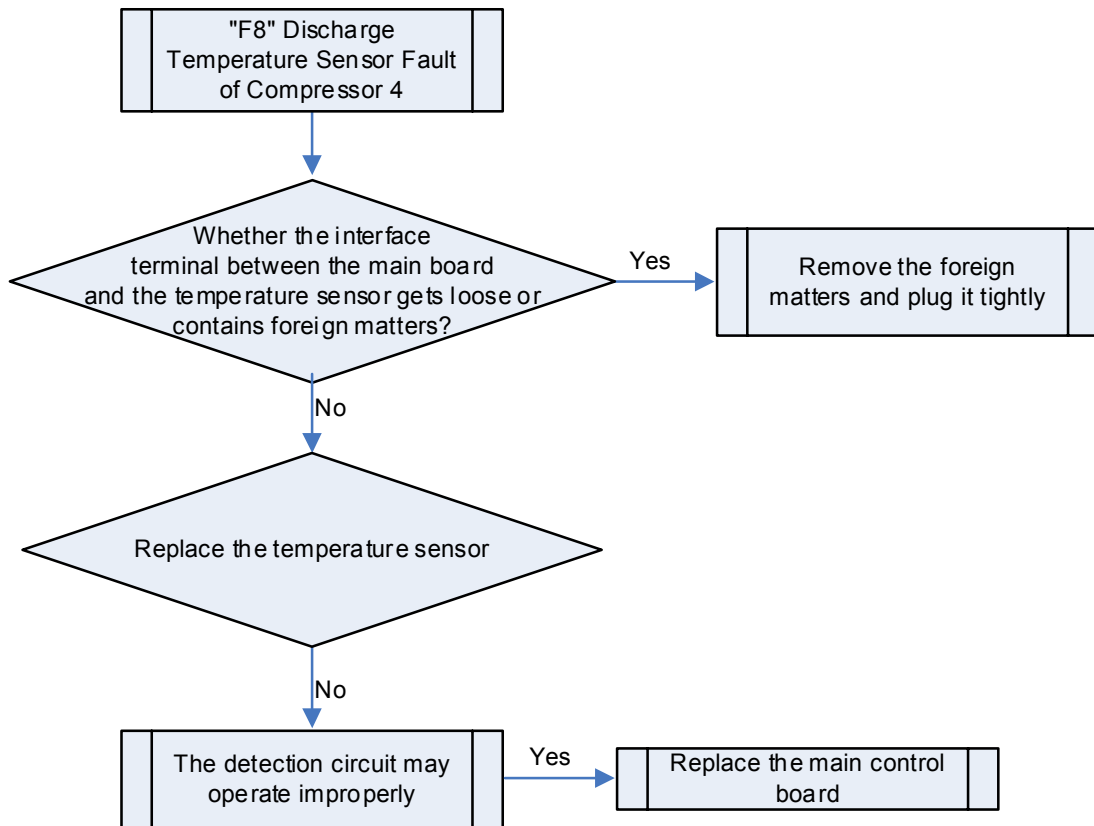 "F8" Discharge
Temperature Sensor Fault
of Compressor 4
Whether the interface
terminal between the main board
and the temperature sensor gets loose or
contains foreign matters?
Yes
Remove the foreign
matters and plug it tightly
No
Replace the temperature sensor
No
The detection circuit may
operate improperly
Yes
Replace the main control
board